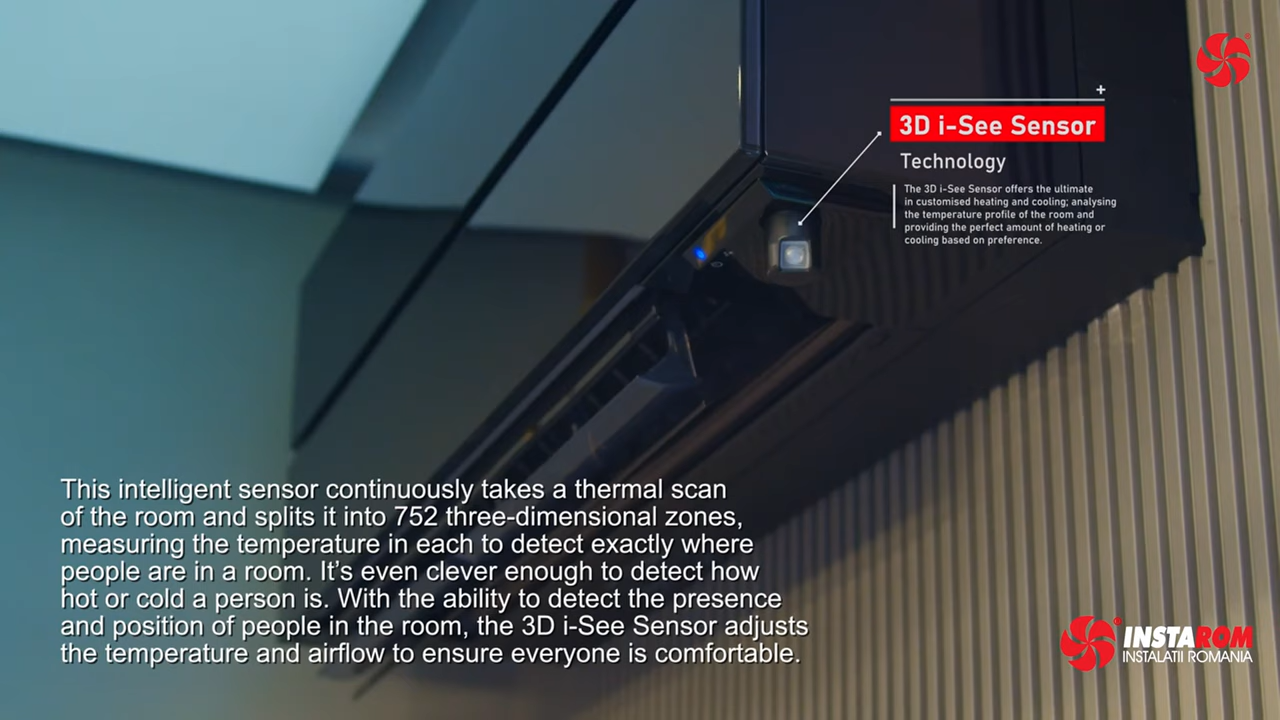 +
3D i-See Sensor
Technology
The 3D i-See Sensor offers the ultimate
in customised heating and cooling; analysing
the temperature profile of the room and
providing the perfect amount of heating or
cooling based on preference.
This intelligent sensor continuously takes a thermal scan
of the room and splits it into 752 three-dimensional zones,
measuring the temperature in each to detect exactly where
people are in a room. It’s even clever enough to detect how
hot or cold a person is. With the ability to detect the presence
and position of people in the room, the 3D i-See Sensor adjusts
the temperature and airflow to ensure everyone is comfortable.
INSTAROM
INSTALATII ROMANIA